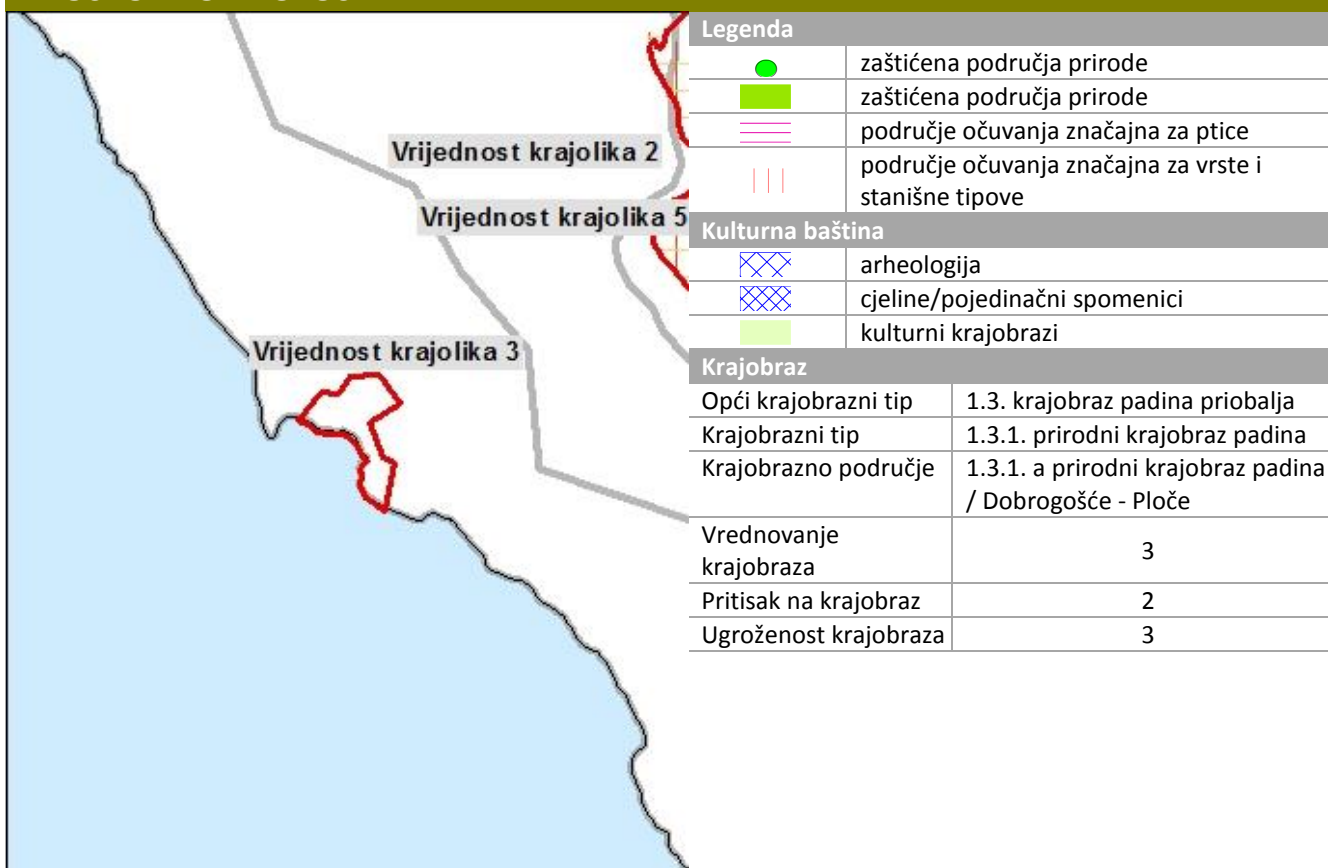 Vrijednost krajolika 2
Vrijednost krajolika 5
Vrijednost krajolika 3
Legenda
zaštićena područja prirode
zaštićena područja prirode
područje očuvanja značajna za ptice
područje očuvanja značajna za vrste i
stanišne tipove
Kulturna baština
arheologija
cjeline/pojedinačni spomenici
kulturni krajobrazi
Krajobraz
Opći krajobrazni tip 1.3. krajobraz padina priobalja
Krajobrazni tip 1.3.1. prirodni krajobraz padina
Krajobrazno područje 1.3.1. a prirodni krajobraz padina
/ Dobrogošće - Ploče
Vrednovanje
krajobraza 3
Pritisak na krajobraz 2
Ugroženost krajobraza 3